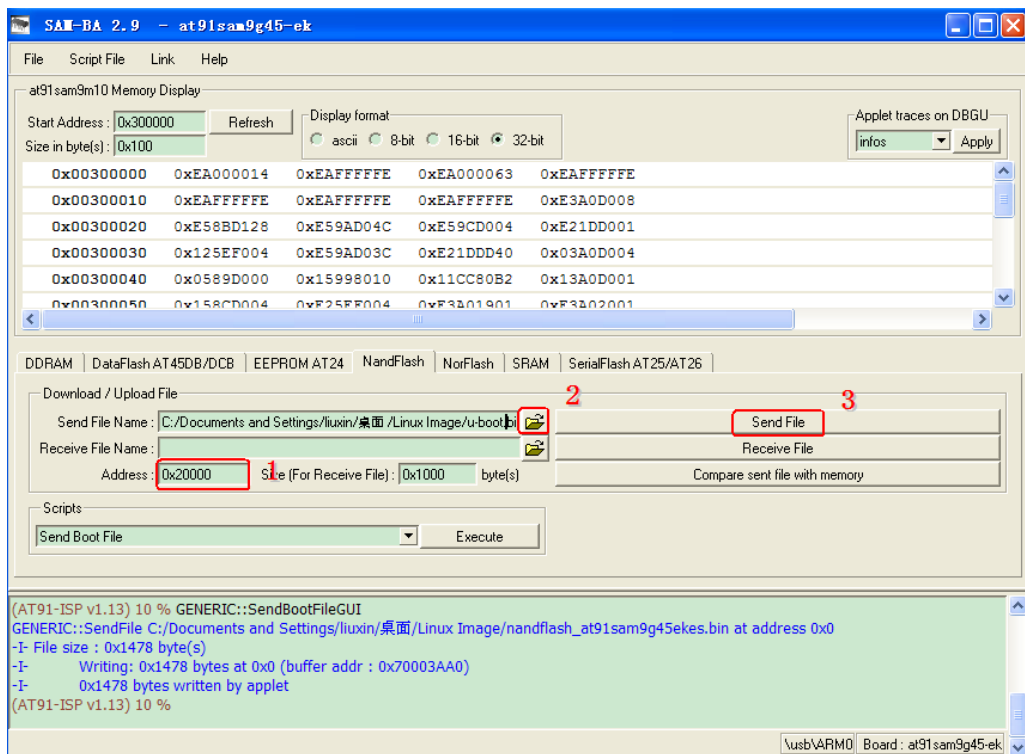 SAM-BA 2.9 - at91sam9g45-ek
File Script File Link Help
at91sam9m10 Memory Display
Start Address : 0x300000 Refresh
Size in byte(s) : 0x100
Display format
ascii 8-bit 16-bit 32-bit
Applet traces on DBGU
infos Apply
0x00300000 0xEA000014 0xEAFFFFFE 0xEA000063 0xEAFFFFFE
0x00300010 0xEAFFFFFE 0xEAFFFFFE 0xEAFFFFFE 0xE3A0D008
0x00300020 0xE58BD128 0xE59AD04C 0xE59CD004 0xE21DD001
0x00300030 0x125EF004 0xE59AD03C 0xE21DDD40 0x03A0D004
0x00300040 0x0589D000 0x15998010 0x11CC80B2 0x13A0D001
0x00300050 0x158CD004 0xE25EF004 0xE3A01901 0xE3A02001
DDRAM DataFlash AT45DB/DCB EEPROM AT24 NandFlash NorFlash SRAM SerialFlash AT25/AT26
Download / Upload File
Send File Name : C:/Documents and Settings/liuxin/桌面 /Linux Image/u-boot.bi 2 Send File 3
Receive File Name : Receive File
Address : 0x20000 1 Size (For Receive File) : 0x1000 byte(s) Compare sent file with memory
Scripts
Send Boot File Execute
(AT91-ISP v1.13) 10 % GENERIC::SendBootFileGUI
GENERIC::SendFile C:/Documents and Settings/liuxin/桌面/Linux Image/nandflash_at91sam9g45ekes.bin at address 0x0
-I- File size : 0x1478 byte(s)
-I- Writing: 0x1478 bytes at 0x0 (buffer addr : 0x70003AA0)
-I- 0x1478 bytes written by applet
(AT91-ISP v1.13) 10 %
\usb\ARM0 Board : at91sam9g45-ek